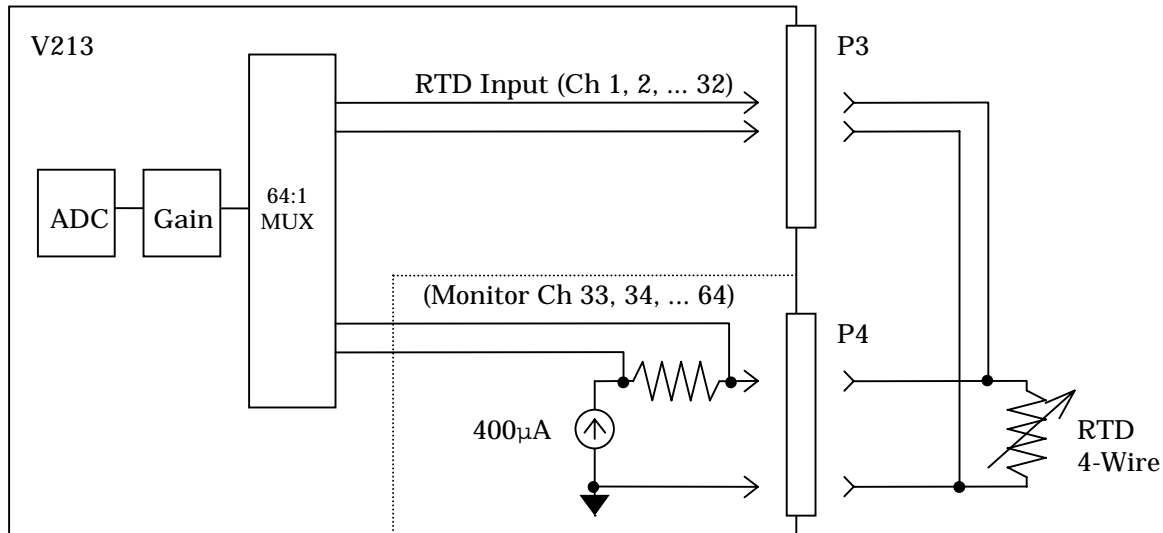 V213
P3
RTD Input (Ch 1, 2, ... 32)
64:1
MUX
ADC
Gain
(Monitor Ch 33, 34, ... 64)
P4
400µA
RTD
4-Wire